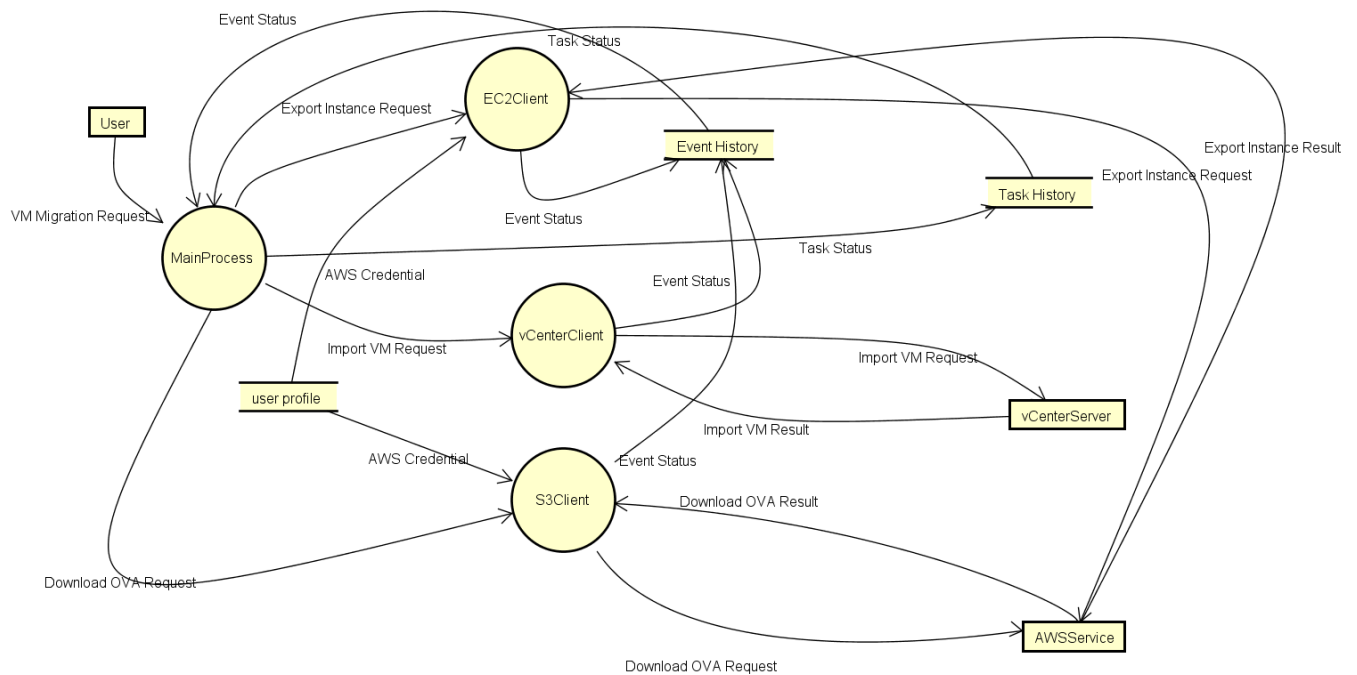 Event Status
Task Status
EC2Client
Export Instance Request
User
Event History
Export Instance Result
Export Instance Request
Task History
VM Migration Request
Event Status
Task Status
MainProcess
AWS Credential
Event Status
vCenterClient
Import VM Request
Import VM Request
user profile
vCenterServer
Import VM Result
AWS Credential
Event Status
S3Client
Download OVA Result
Download OVA Request
AWSService
Download OVA Request